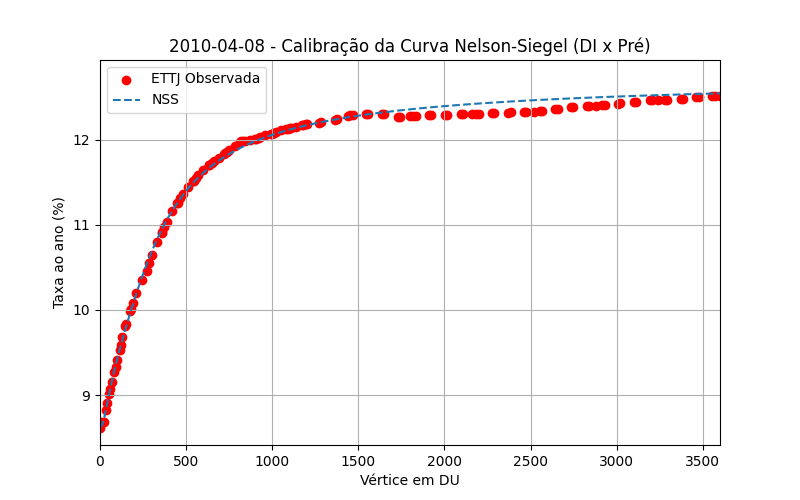 2010-04-08 - Calibração da Curva Nelson-Siegel (DI x Pré)
ETTJ Observada
NSS
12
11
10
9
Taxa ao ano (%)
0 500 1000 1500 2000 2500 3000 3500
Vértice em DU